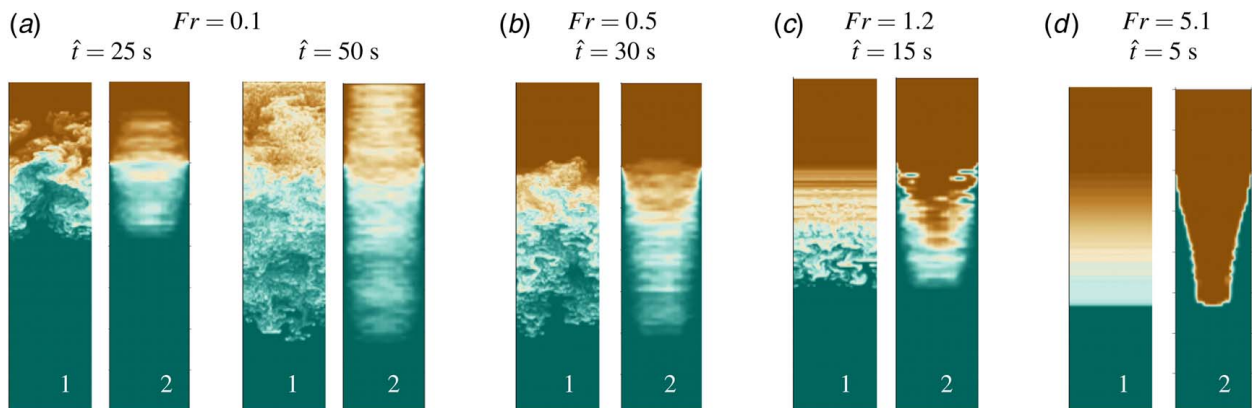 (a) Fr = 0.1 (b) Fr = 0.5 (c) Fr = 1.2 (d) Fr = 5.1
t̂ = 25 s t̂ = 50 s t̂ = 30 s t̂ = 15 s t̂ = 5 s
1 2 1 2 1 2 1 2 1 2